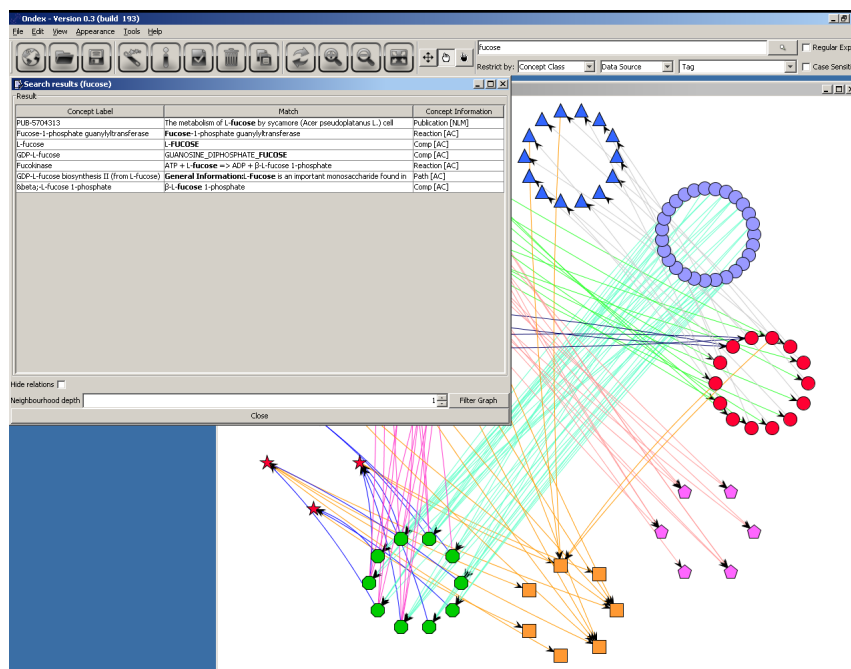 Ondex - Version 0.3 (build 193)
File Edit View Appearance Tools Help
fucose
Regular Exp
Restrict by: Concept Class Data Source Tag
Case Sensiti
Search results (fucose)
Result
Concept Label Match Concept Information
PUB-5704313 The metabolism of L-fucose by sycamore (Acer pseudoplatanus L.) cell Publication [NLM]
Fucose-1-phosphate guanylyltransferase Fucose-1-phosphate guanylyltransferase Reaction [AC]
L-fucose L-FUCOSE Comp [AC]
GDP-L-fucose GUANOSINE_DIPHOSPHATE_FUCOSE Comp [AC]
Fucokinase ATP + L-fucose => ADP + β-L-fucose 1-phosphate Reaction [AC]
GDP-L-fucose biosynthesis II (from L-fucose) General Information:L-Fucose is an important monosaccharide found in Path [AC]
&beta;-L-fucose 1-phosphate β-L-fucose 1-phosphate Comp [AC]
Hide relations
Neighbourhood depth 1 Filter Graph
Close